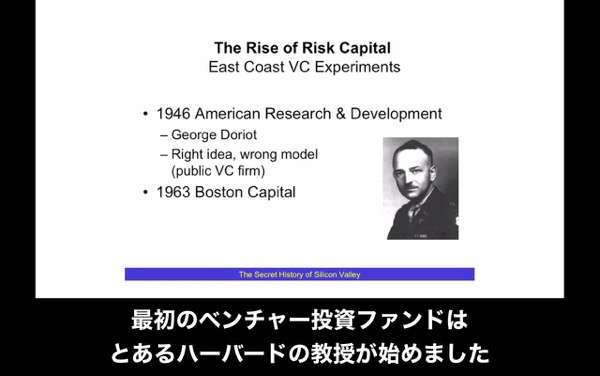 The Rise of Risk Capital
East Coast VC Experiments
• 1946 American Research & Development
– George Doriot
– Right idea, wrong model
(public VC firm)
• 1963 Boston Capital
The Secret History of Silicon Valley
最初のベンチャー投資ファンドは
とあるハーバードの教授が始めました